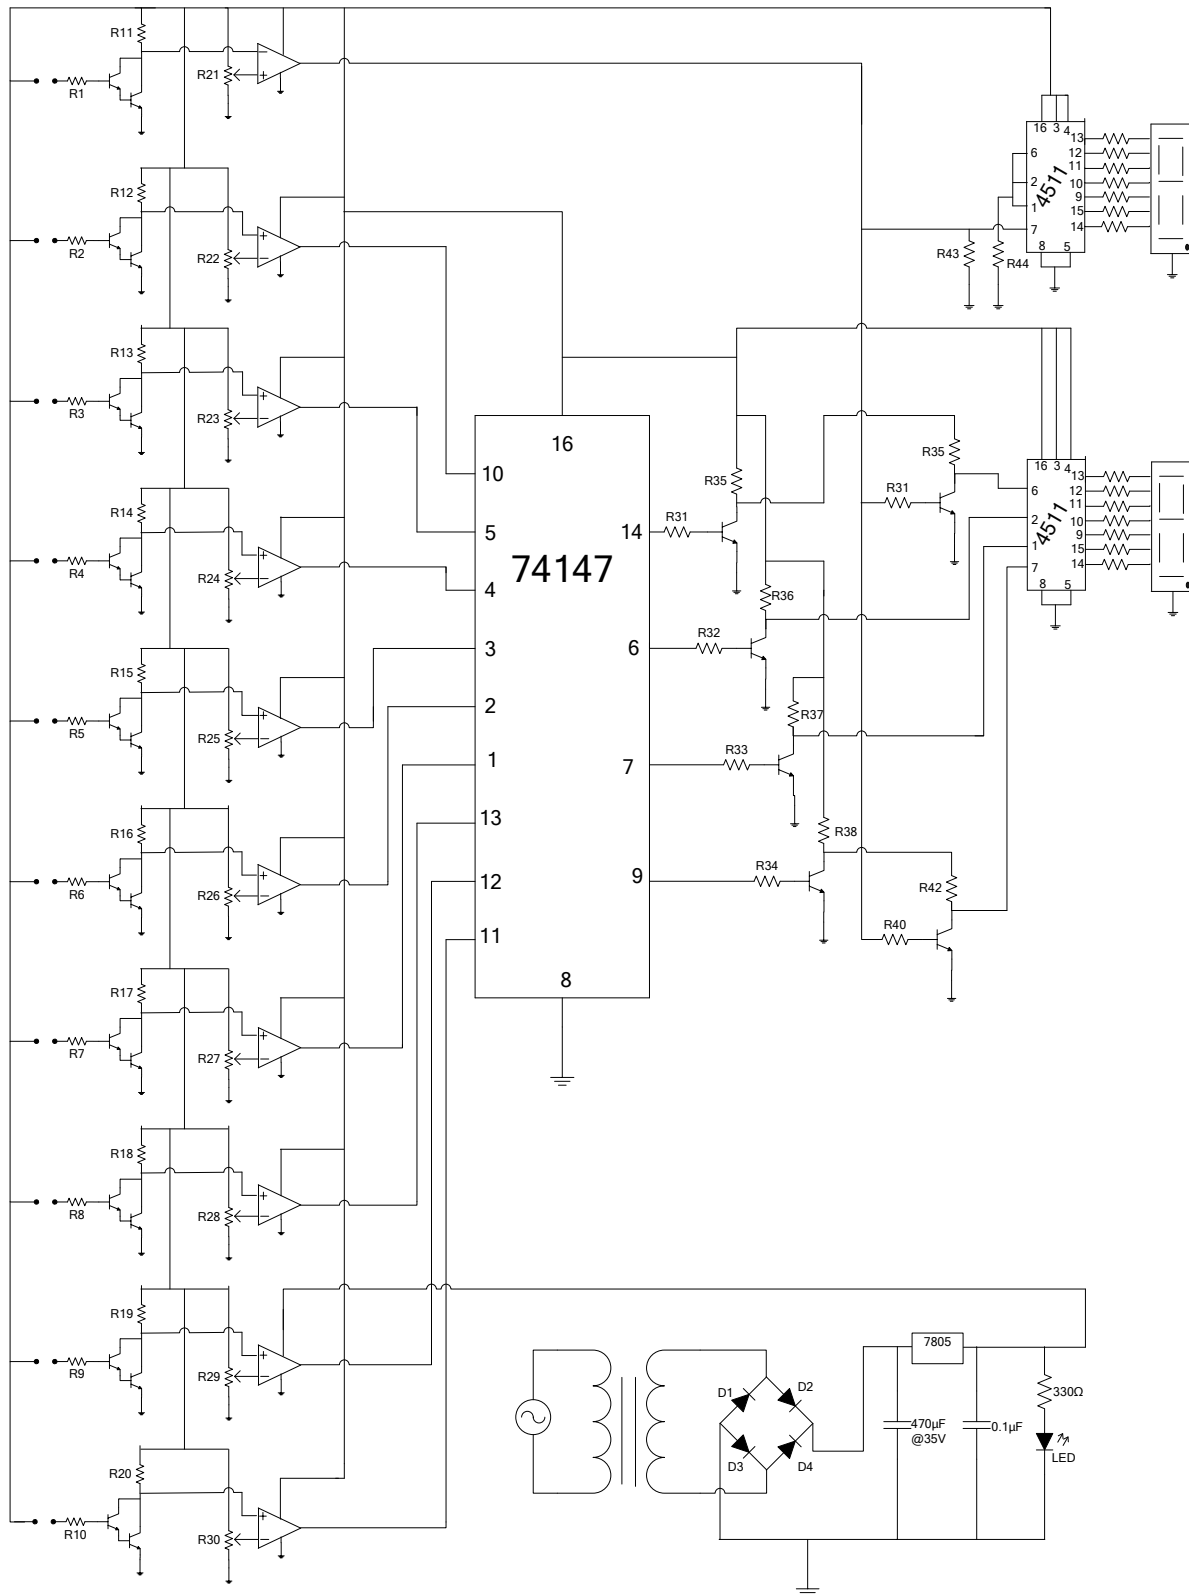 R11
R1
R21
− +
R12
R2
R22
+ −
R13
R3
R23
+ −
R14
R4
R24
+ −
R15
R5
R25
+ −
R16
R6
R26
+ −
R17
R7
R27
+ −
R18
R8
R28
+ −
R19
R9
R29
+ −
R20
R10
R30
+ −
74147
16
10
5
4
3
2
1
13
12
11
8
14
6
7
9
R31
R35
R32
R36
R33
R37
R34
R38
R31
R35
R40
R42
R43
R44
4511
16 3 4
6
2
1
7
8 5
13
12
11
10
9
15
14
4511
16 3 4
6
2
1
7
8 5
13
12
11
10
9
15
14
D1
D2
D3
D4
7805
470µF
@35V
0.1µF
330Ω
LED